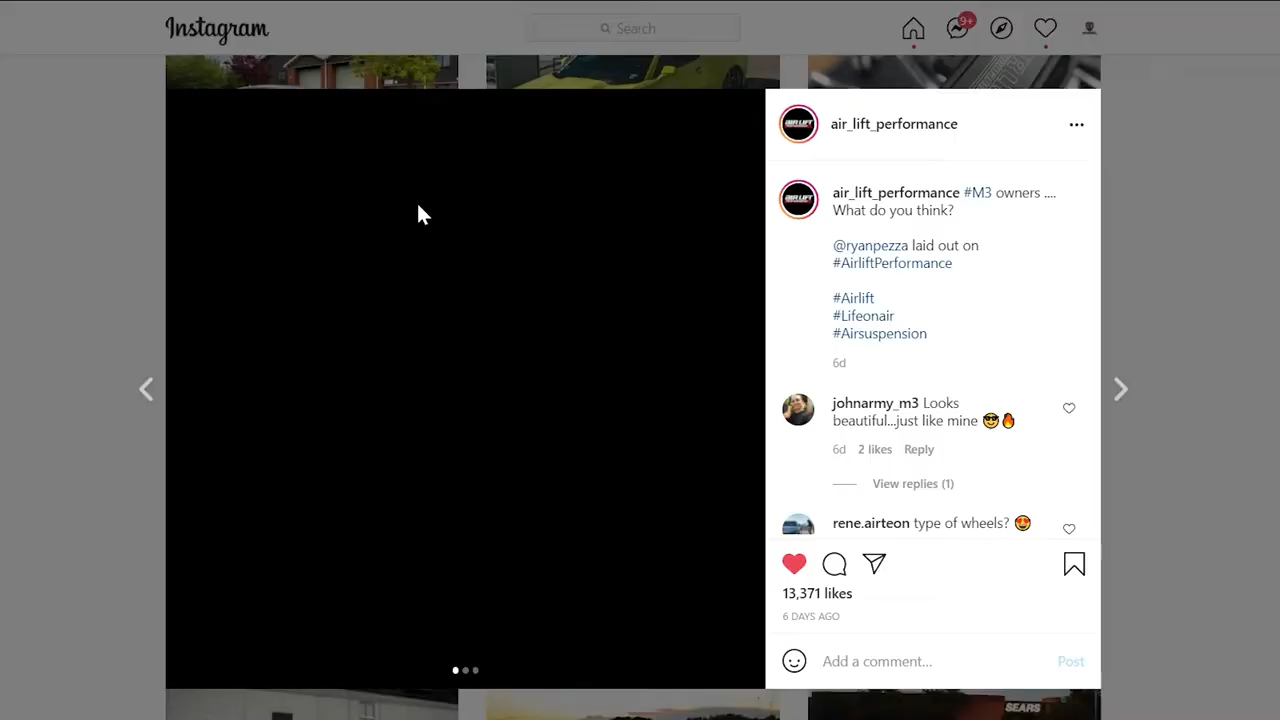 Instagram
Search
9+
air_lift_performance
air_lift_performance #M3 owners ....
What do you think?
@ryanpezza laid out on
#AirliftPerformance
#Airlift
#Lifeonair
#Airsuspension
6d
johnarmy_m3 Looks
beautiful...just like mine 😎🔥
6d 2 likes Reply
View replies (1)
rene.airteon type of wheels? 😍
13,371 likes
6 DAYS AGO
Add a comment...
Post
SEARS